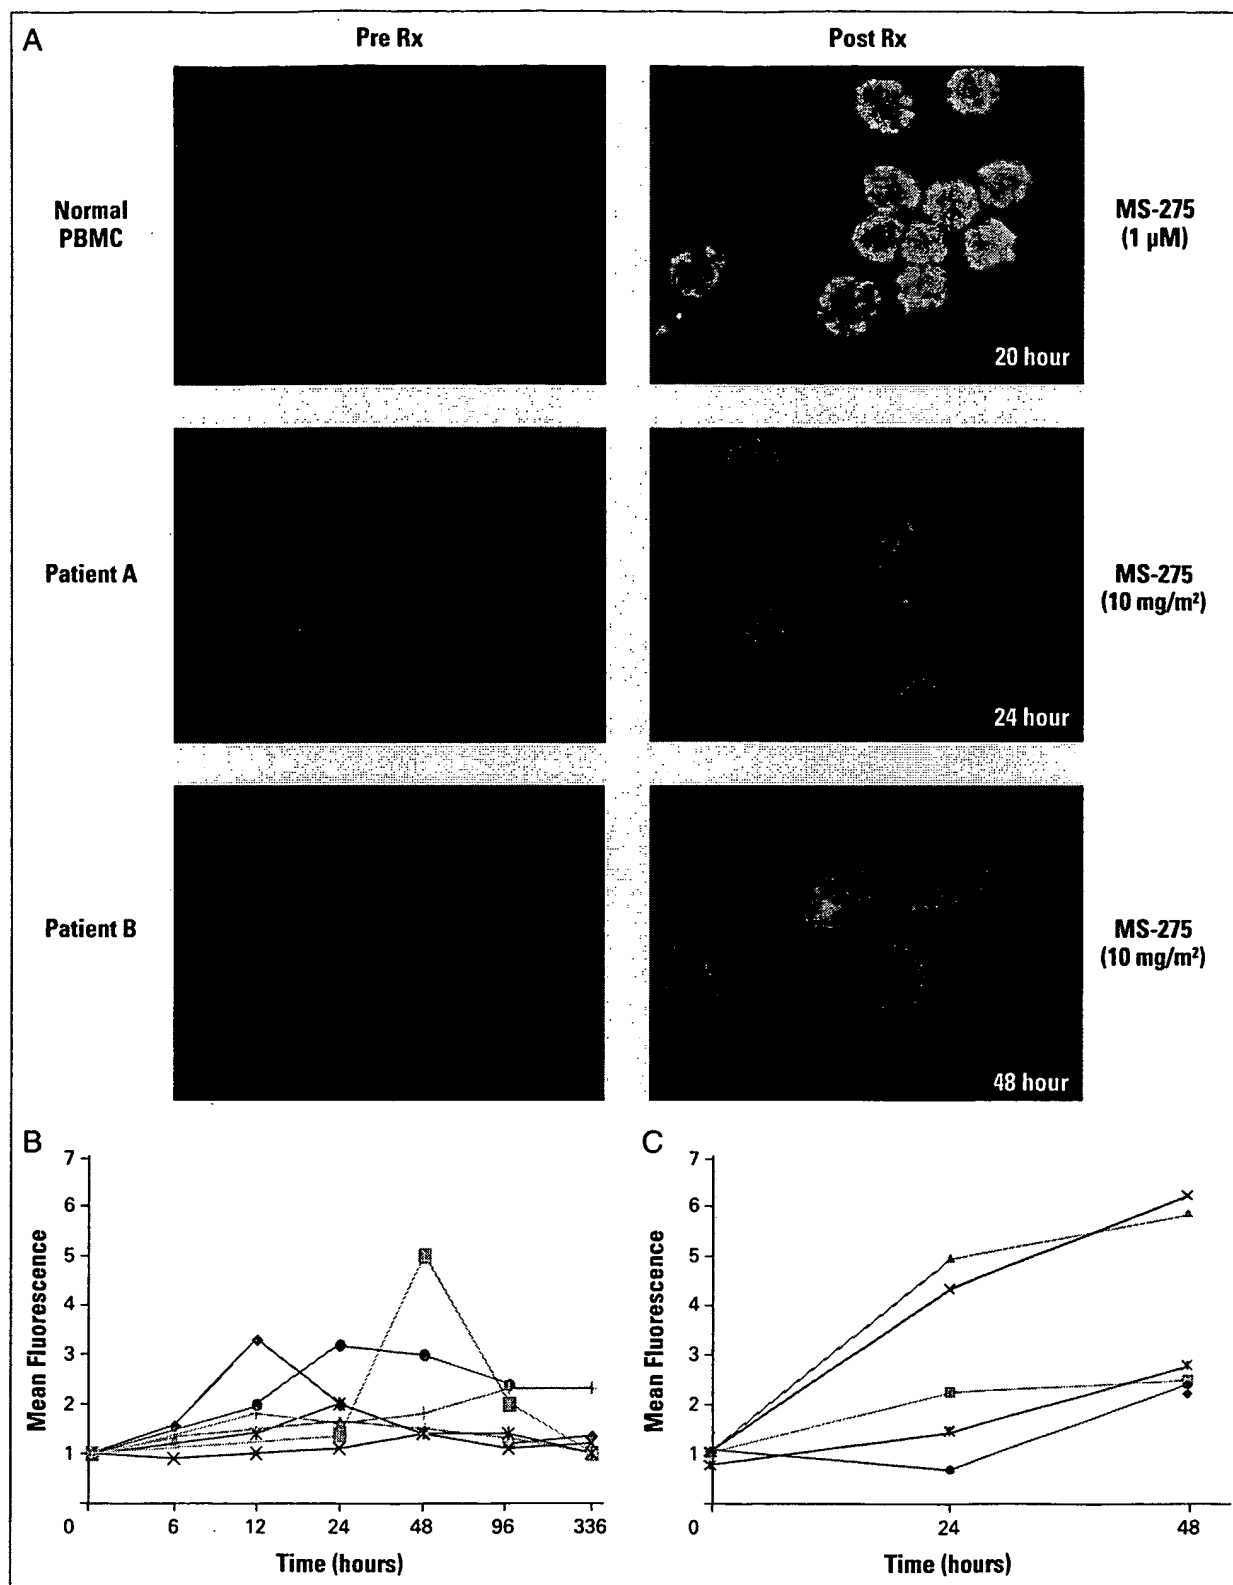 A
Pre Rx
Post Rx
Normal
PBMC
20 hour
MS-275
(1 µM)
Patient A
24 hour
MS-275
(10 mg/m²)
Patient B
48 hour
MS-275
(10 mg/m²)
B
7
6
5
4
3
2
1
0
6
12
24
48
96
336
Mean Fluorescence
Time (hours)
C
7
6
5
4
3
2
1
0
24
48
Mean Fluorescence
Time (hours)